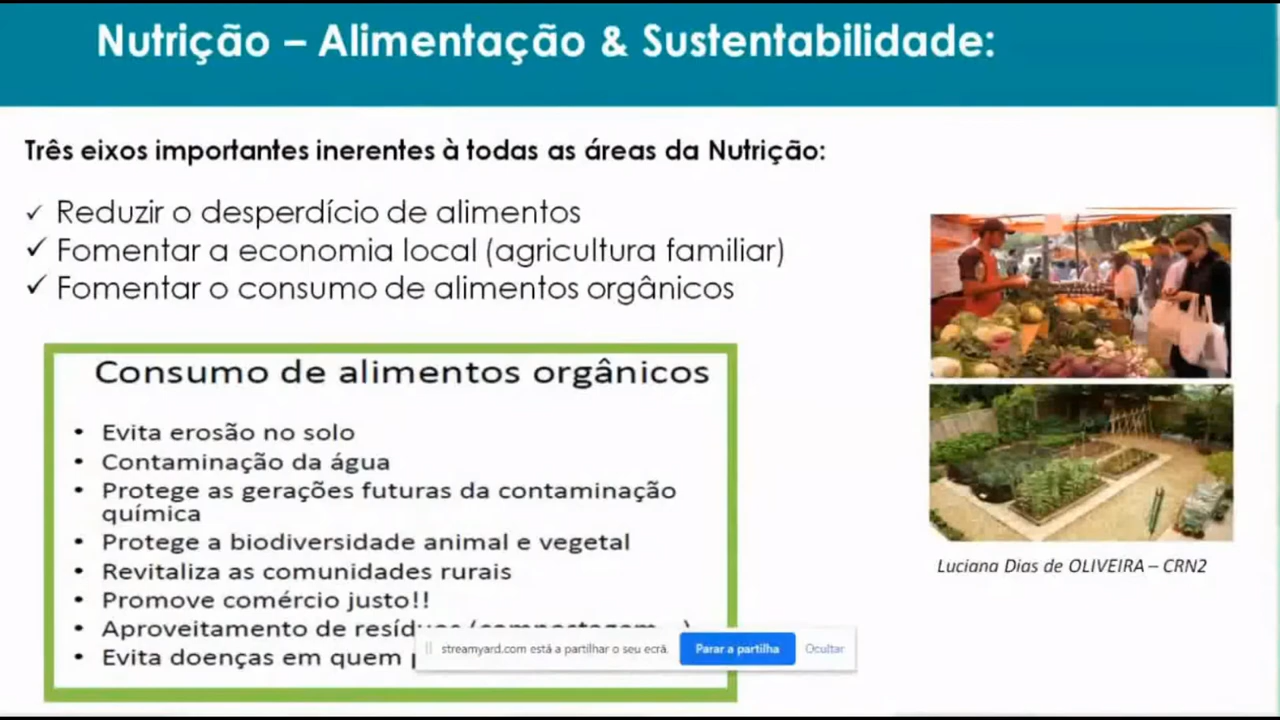 Nutrição – Alimentação & Sustentabilidade:
Três eixos importantes inerentes à todas as áreas da Nutrição:
✓ Reduzir o desperdício de alimentos
✓ Fomentar a economia local (agricultura familiar)
✓ Fomentar o consumo de alimentos orgânicos
Consumo de alimentos orgânicos
• Evita erosão no solo
• Contaminação da água
• Protege as gerações futuras da contaminação
química
• Protege a biodiversidade animal e vegetal
• Revitaliza as comunidades rurais
• Promove comércio justo!!
• Aproveitamento de resíduos (compostagem...)
• Evita doenças em quem
Luciana Dias de OLIVEIRA – CRN2
streamyard.com está a partilhar o seu ecrã.
Parar a partilha
Ocultar